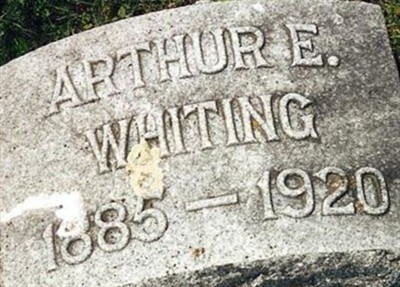 ARTHUR E.
WHITING
1885 – 1920